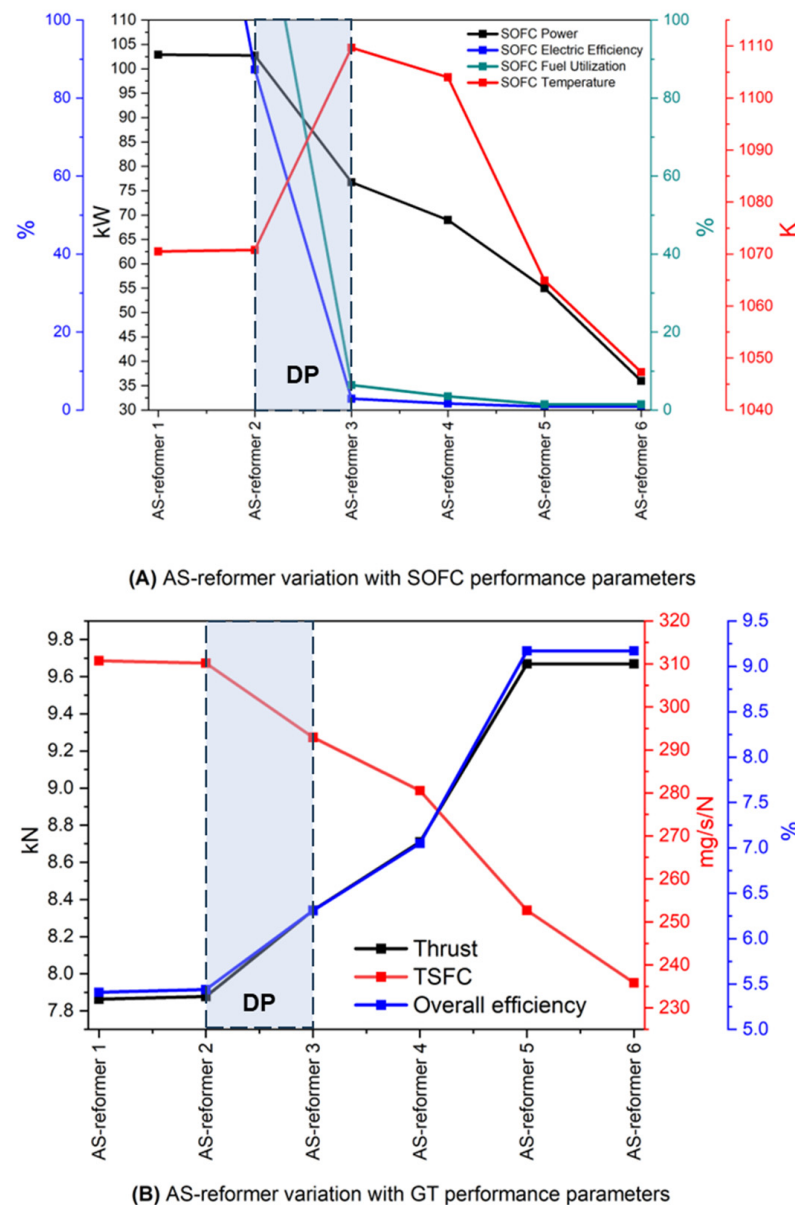 110
105
100
95
90
85
80
75
70
65
60
55
50
45
40
35
30
kW
100
80
60
40
20
0
%
100
80
60
40
20
0
%
1110
1100
1090
1080
1070
1060
1050
1040
K
SOFC Power
SOFC Electric Efficiency
SOFC Fuel Utilization
SOFC Temperature
DP
AS-reformer 1
AS-reformer 2
AS-reformer 3
AS-reformer 4
AS-reformer 5
AS-reformer 6
(A) AS-reformer variation with SOFC performance parameters
9.8
9.6
9.4
9.2
9.0
8.8
8.6
8.4
8.2
8.0
7.8
kN
320
310
300
290
280
270
260
250
240
230
mg/s/N
9.5
9.0
8.5
8.0
7.5
7.0
6.5
6.0
5.5
5.0
%
Thrust
TSFC
Overall efficiency
DP
AS-reformer 1
AS-reformer 2
AS-reformer 3
AS-reformer 4
AS-reformer 5
AS-reformer 6
(B) AS-reformer variation with GT performance parameters